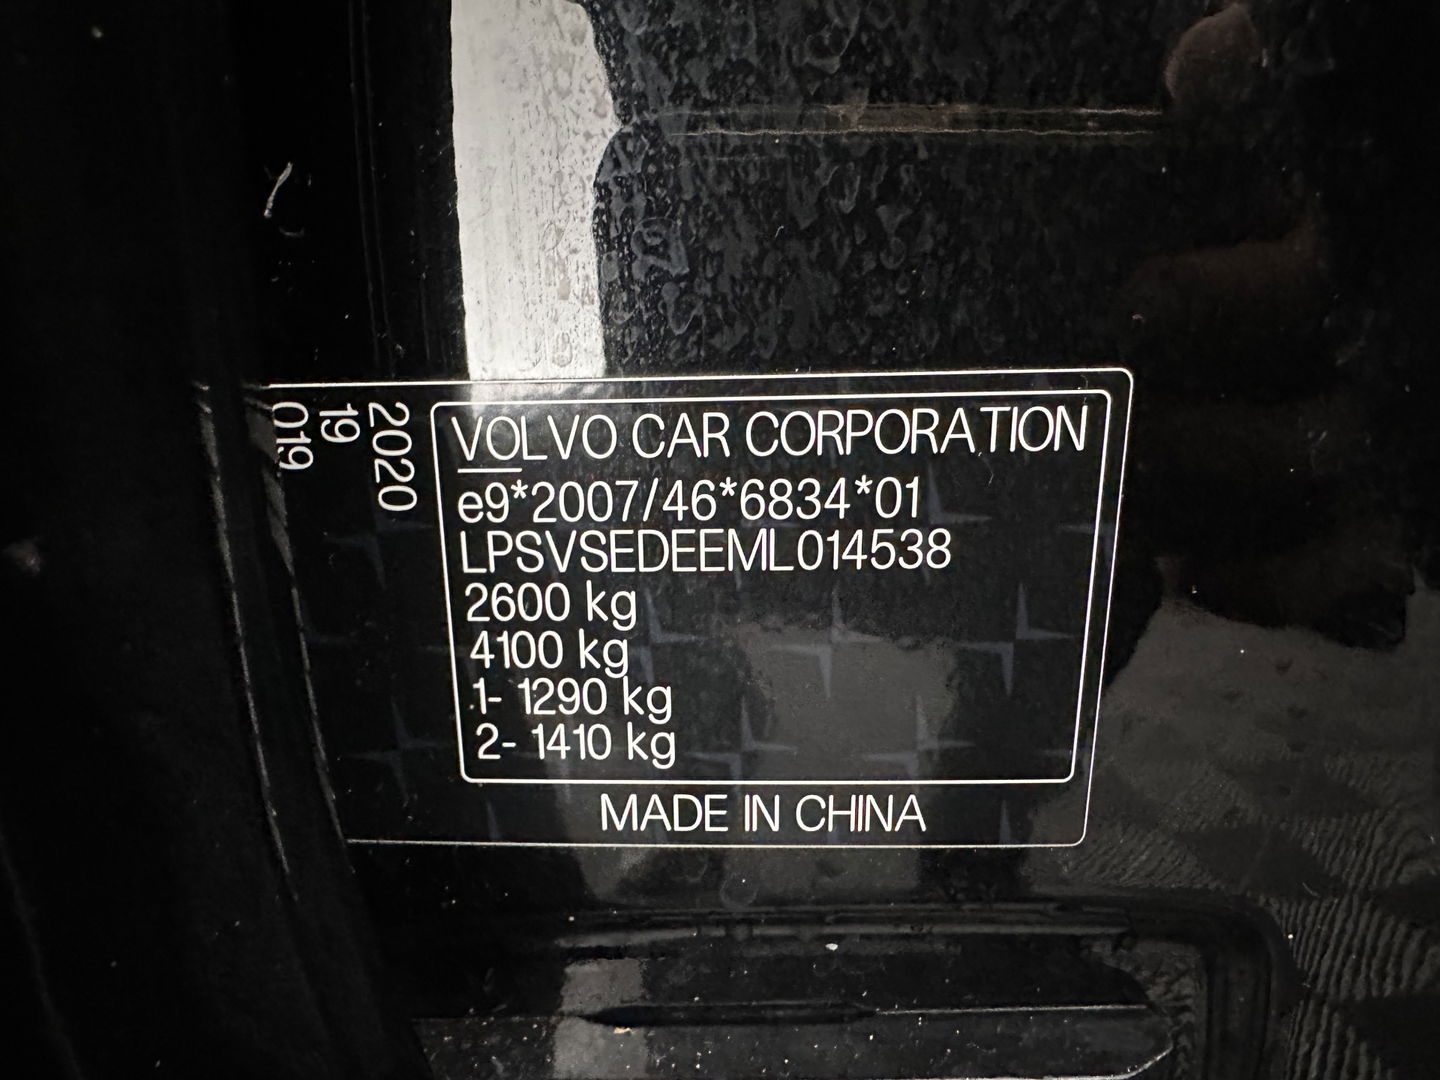 VOLVO CAR CORPORATION
e9*2007/46*6834*01
LPSVSEDEEML014538
2600 kg
4100 kg
1- 1290 kg
2- 1410 kg
MADE IN CHINA
2020
19
019